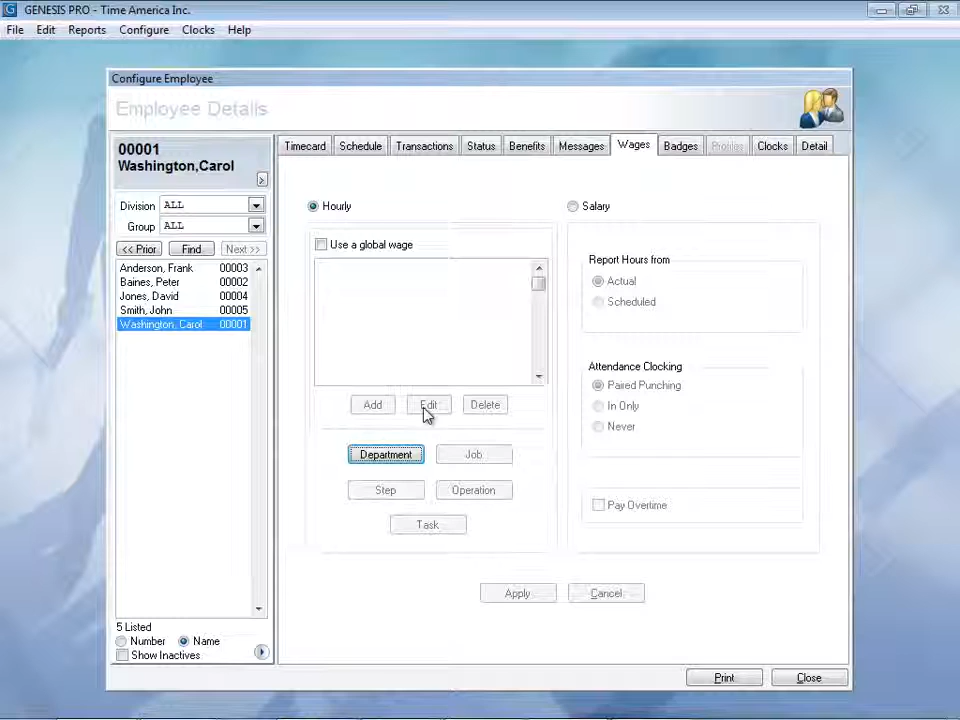 GENESIS PRO - Time America Inc.
File Edit Reports Configure Clocks Help
Configure Employee
Employee Details
00001
Washington,Carol
>
Division ALL
Group ALL
<< Prior Find Next >>
Anderson, Frank 00003
Baines, Peter 00002
Jones, David 00004
Smith, John 00005
Washington, Carol 00001
5 Listed
Number Name
Show Inactives
Timecard Schedule Transactions Status Benefits Messages Wages Badges Profiles Clocks Detail
Hourly
Use a global wage
Add Edit Delete
Department Job
Step Operation
Task
Salary
Report Hours from
Actual
Scheduled
Attendance Clocking
Paired Punching
In Only
Never
Pay Overtime
Apply Cancel
Print Close